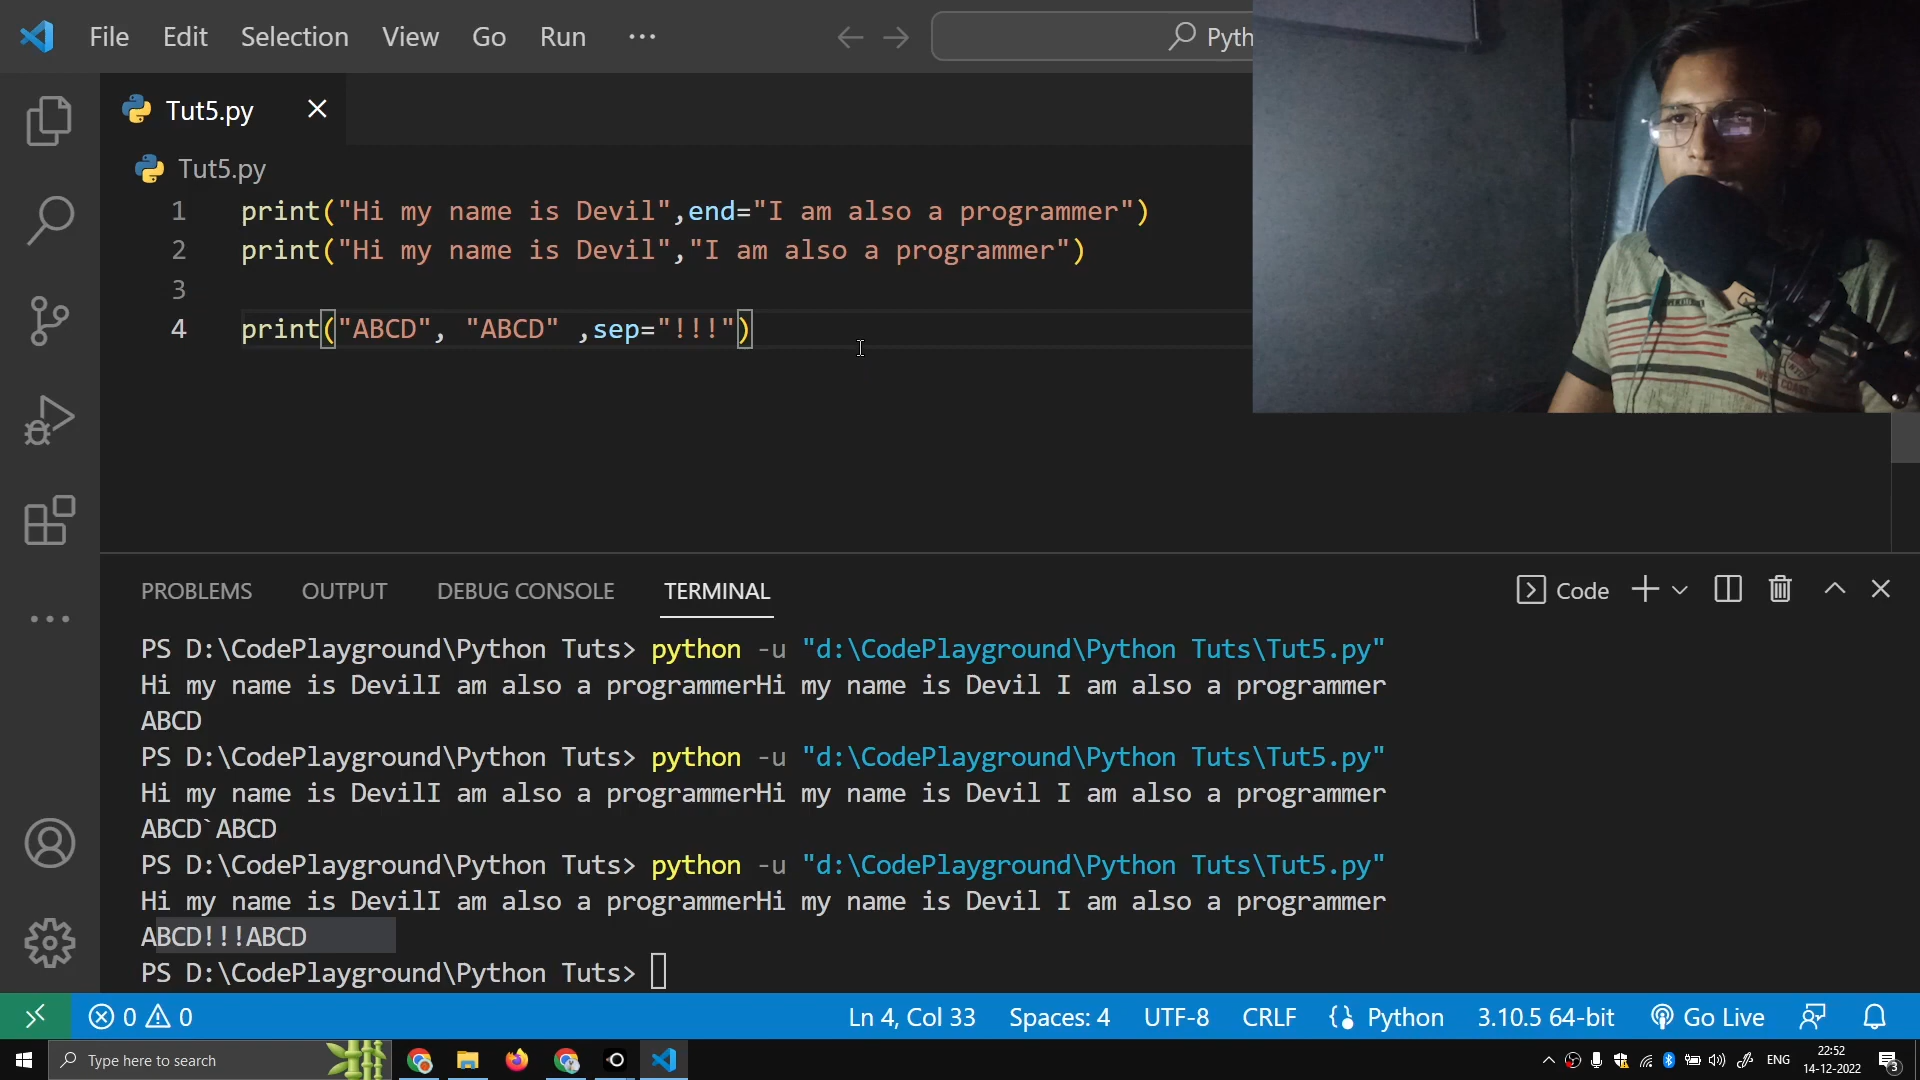 File Edit Selection View Go Run ··· Pyth
Tut5.py
Tut5.py
1 print("Hi my name is Devil",end="I am also a programmer")
2 print("Hi my name is Devil","I am also a programmer")
3
4 print("ABCD", "ABCD" ,sep="!!!")
PROBLEMS OUTPUT DEBUG CONSOLE TERMINAL Code
PS D:\CodePlayground\Python Tuts> python -u "d:\CodePlayground\Python Tuts\Tut5.py"
Hi my name is DevilI am also a programmerHi my name is Devil I am also a programmer
ABCD
PS D:\CodePlayground\Python Tuts> python -u "d:\CodePlayground\Python Tuts\Tut5.py"
Hi my name is DevilI am also a programmerHi my name is Devil I am also a programmer
ABCD`ABCD
PS D:\CodePlayground\Python Tuts> python -u "d:\CodePlayground\Python Tuts\Tut5.py"
Hi my name is DevilI am also a programmerHi my name is Devil I am also a programmer
ABCD!!!ABCD
PS D:\CodePlayground\Python Tuts>
0 0 Ln 4, Col 33 Spaces: 4 UTF-8 CRLF Python 3.10.5 64-bit Go Live
Type here to search ENG 22:52
14-12-2022 3